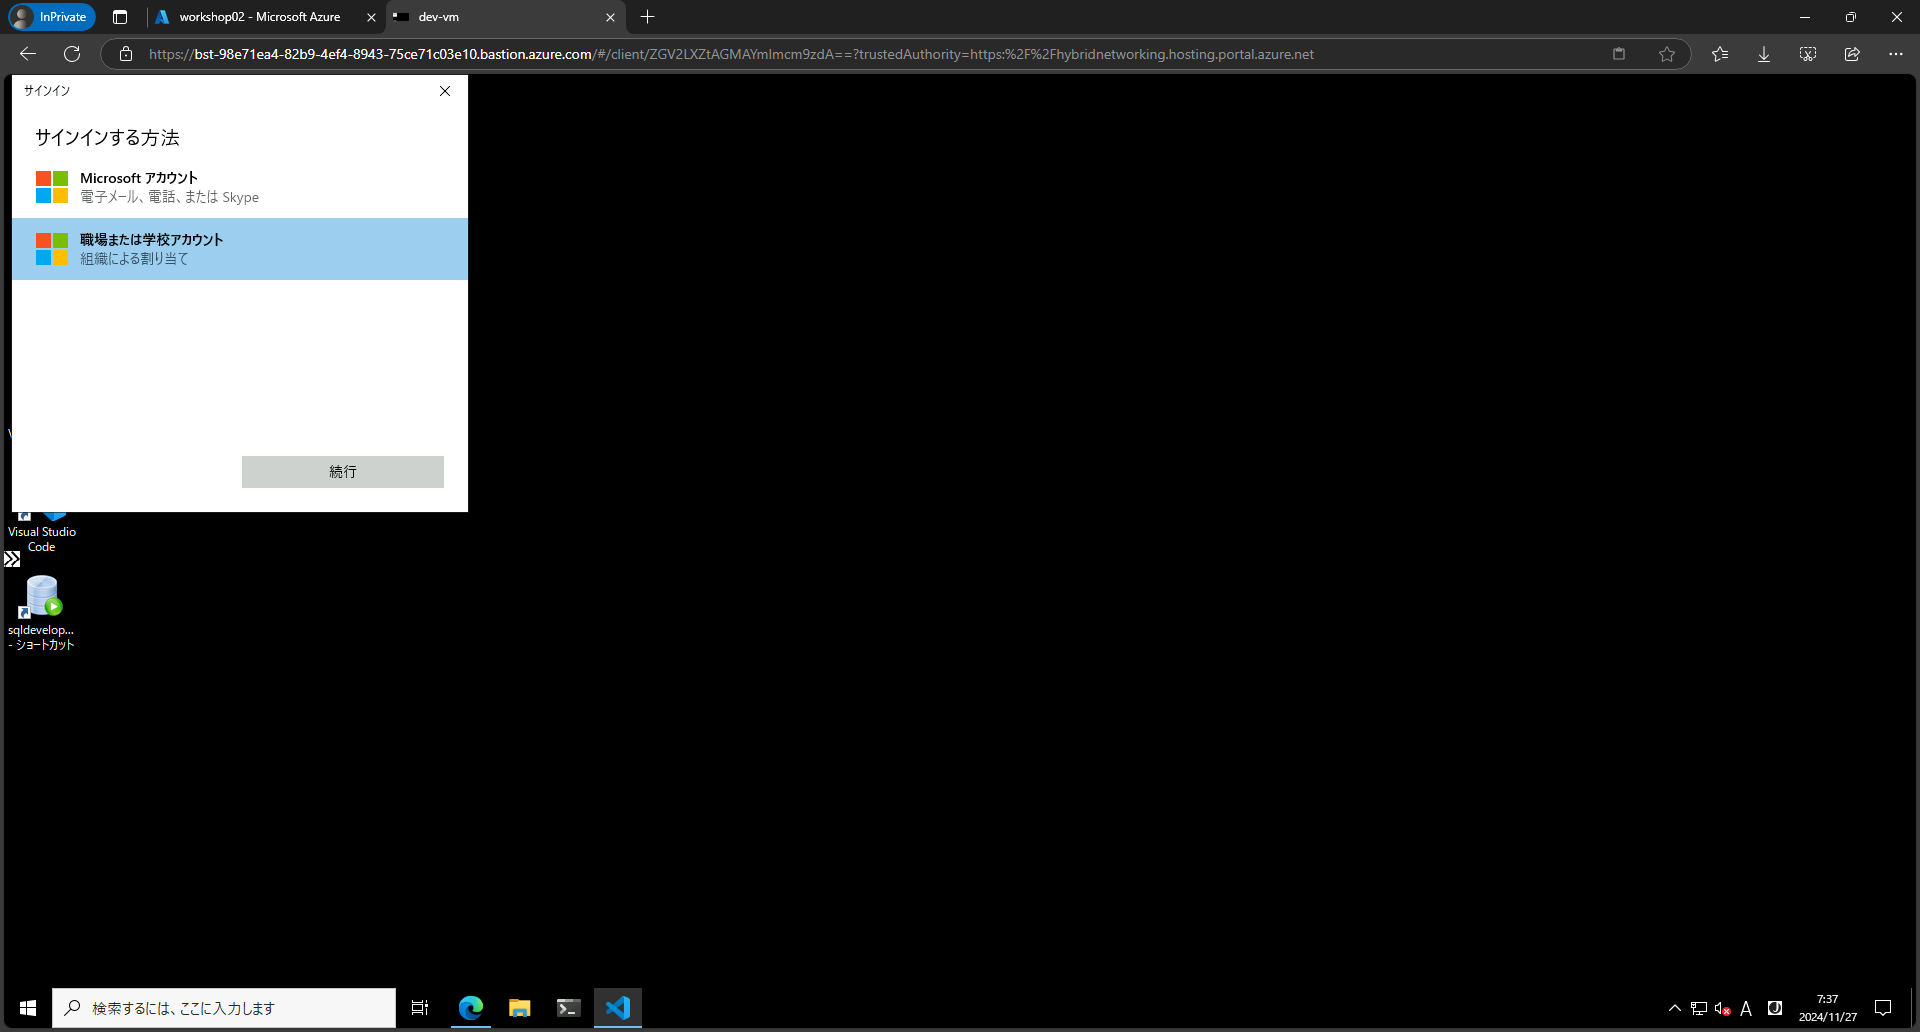 InPrivate
workshop02 - Microsoft Azure
dev-vm
https://bst-98e71ea4-82b9-4ef4-8943-75ce71c03e10.bastion.azure.com/#/client/ZGV2LXZtAGMAYmlmcm9zdA==?trustedAuthority=https:%2F%2Fhybridnetworking.hosting.portal.azure.net
サインイン
サインインする方法
Microsoft アカウント
電子メール、電話、または Skype
職場または学校アカウント
組織による割り当て
続行
Visual Studio
Code
sqldevelop...
- ショートカット
検索するには、ここに入力します
A
7:37
2024/11/27